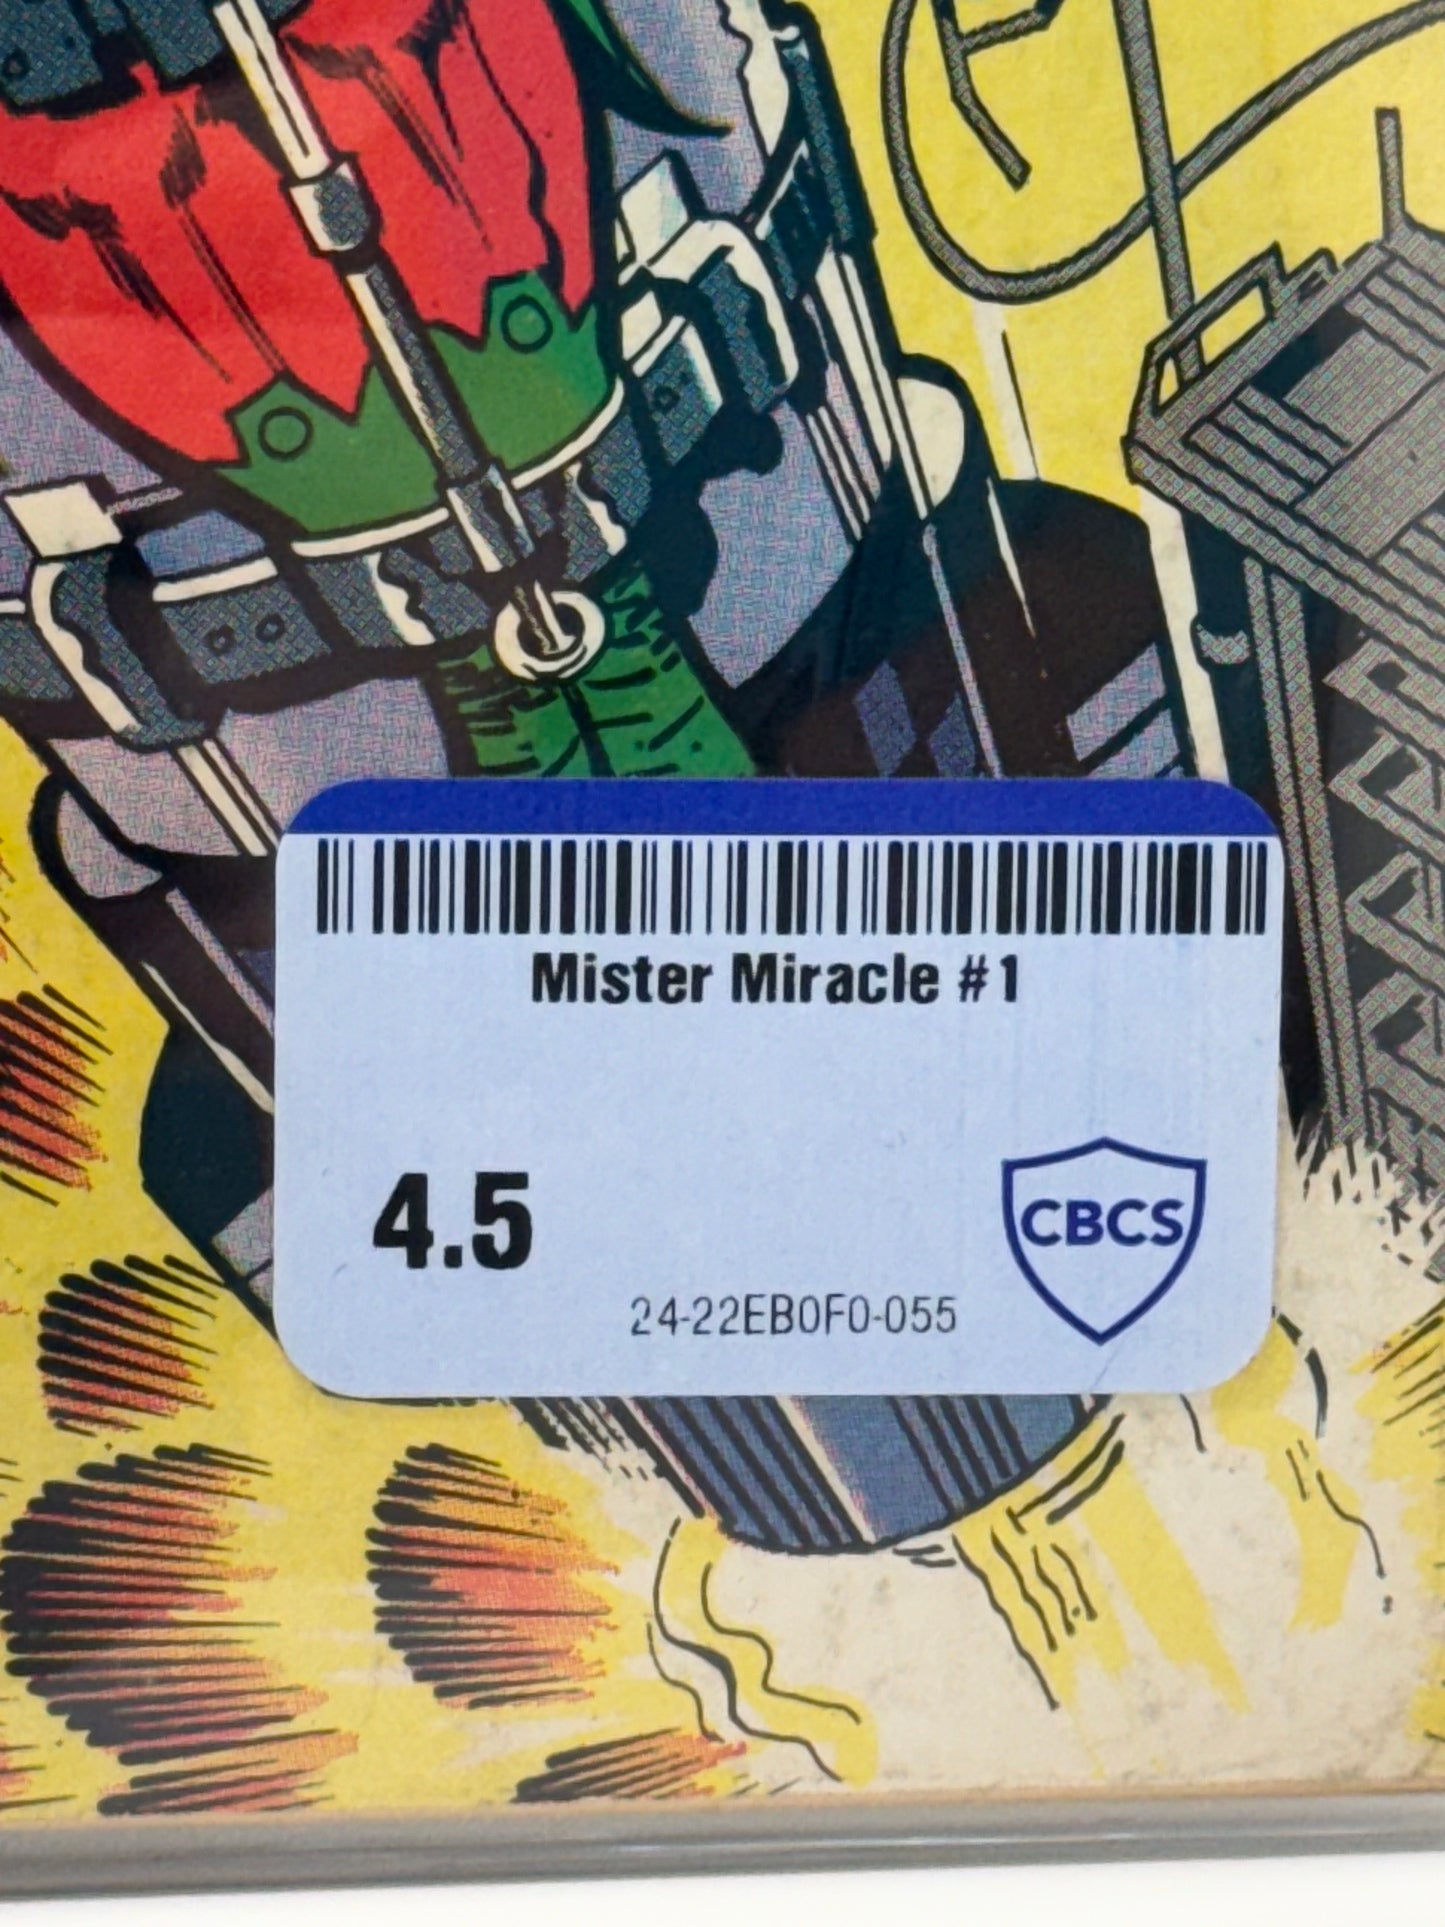 Mister Miracle #1
4.5
CBCS
24-22EB0F0-055